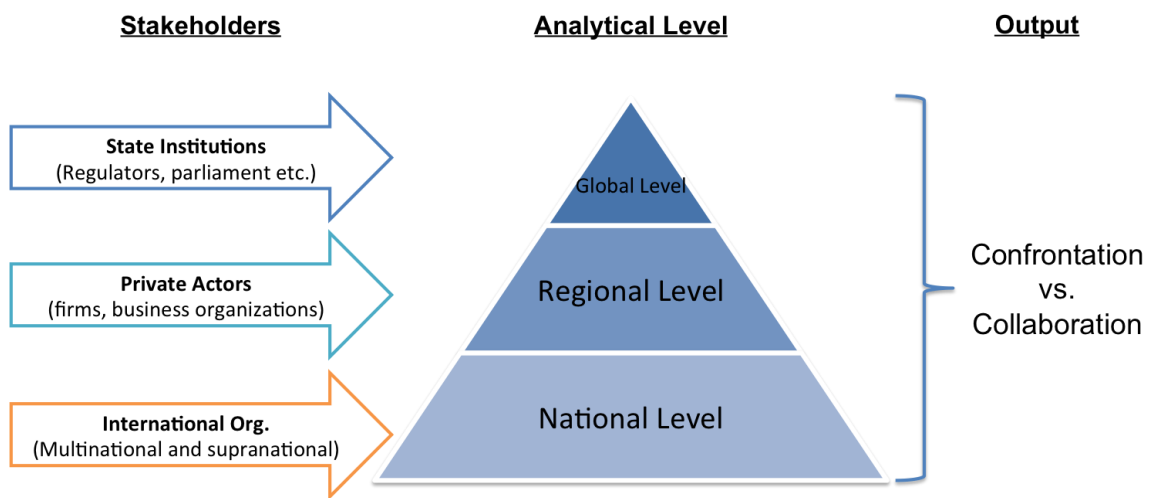 Stakeholders
Analytical Level
Output
State Institutions
(Regulators, parliament etc.)
Private Actors
(firms, business organizations)
International Org.
(Multinational and supranational)
Global Level
Regional Level
National Level
Confrontation
vs.
Collaboration